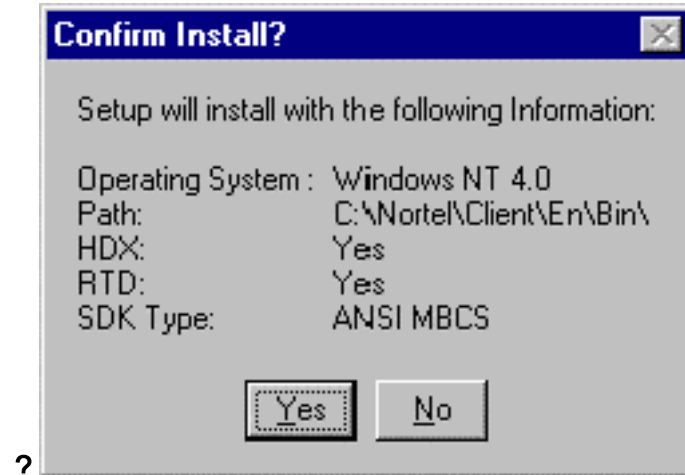 Confirm Install?
Setup will install with the following Information:
Operating System : Windows NT 4.0
Path: C:\Nortel\Client\En\Bin\
HDX: Yes
RTD: Yes
SDK Type: ANSI MBCS
Yes No
?